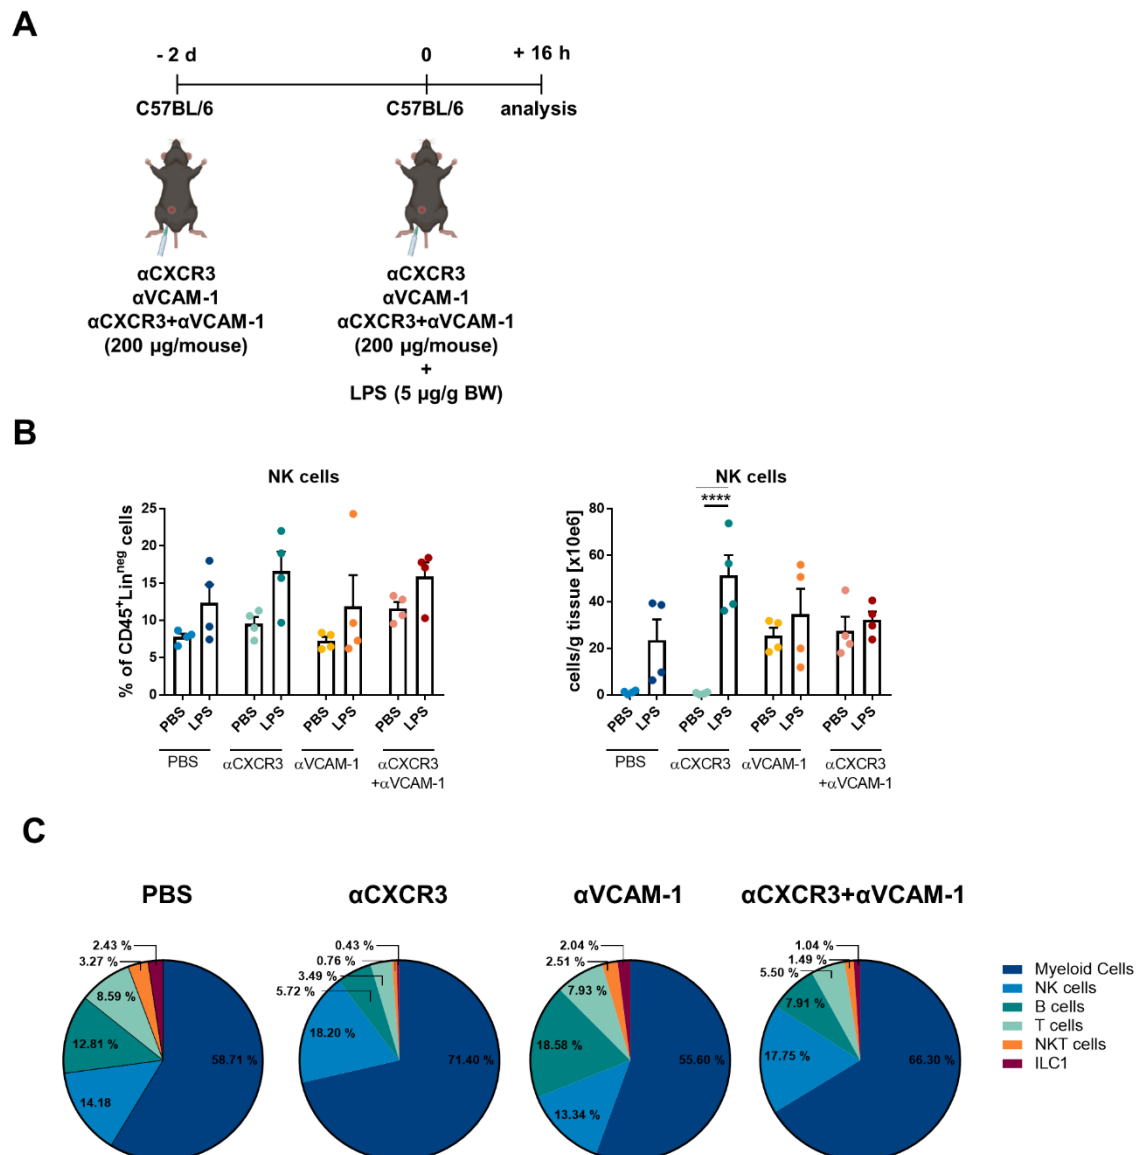 A
- 2 d
0
+ 16 h
C57BL/6
C57BL/6
analysis
αCXCR3
αVCAM-1
αCXCR3+αVCAM-1
(200 µg/mouse)
αCXCR3
αVCAM-1
αCXCR3+αVCAM-1
(200 µg/mouse)
+
LPS (5 µg/g BW)
B
NK cells
% of CD45⁺Linⁿᵉᵍ cells
25
20
15
10
5
0
PBS
LPS
PBS
LPS
PBS
LPS
PBS
LPS
PBS
αCXCR3
αVCAM-1
αCXCR3
+αVCAM-1
NK cells
****
cells/g tissue [x10e6]
80
60
40
20
0
PBS
LPS
PBS
LPS
PBS
LPS
PBS
LPS
PBS
αCXCR3
αVCAM-1
αCXCR3
+αVCAM-1
C
PBS
2.43 %
3.27 %
8.59 %
12.81 %
14.18
58.71 %
αCXCR3
0.43 %
0.76 %
3.49 %
5.72 %
18.20 %
71.40 %
αVCAM-1
2.04 %
2.51 %
7.93 %
18.58 %
13.34 %
55.60 %
αCXCR3+αVCAM-1
1.04 %
1.49 %
5.50 %
7.91 %
17.75 %
66.30 %
Myeloid Cells
NK cells
B cells
T cells
NKT cells
ILC1